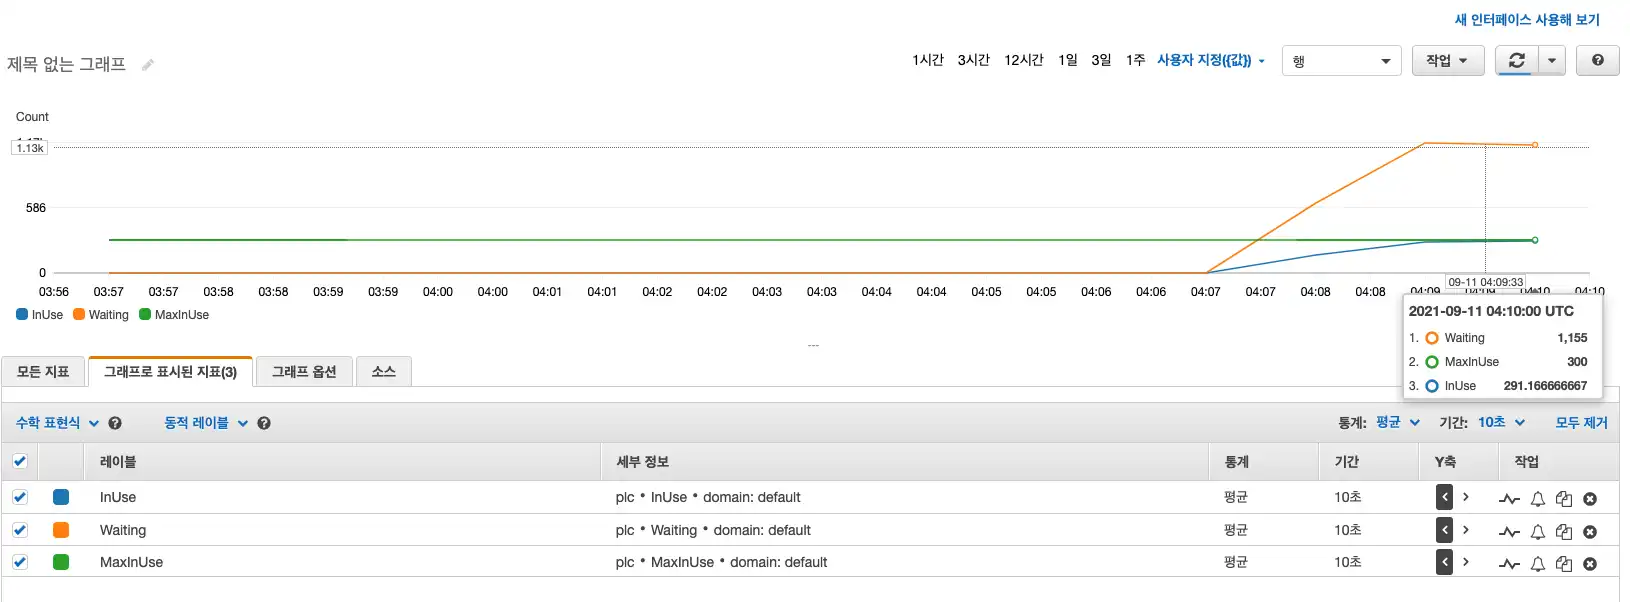 새 인터페이스 사용해 보기
제목 없는 그래프
1시간 3시간 12시간 1일 3일 1주 사용자 지정({값}) 행 작업
Count
1.13k
586
0
03:56 03:57 03:57 03:58 03:58 03:59 03:59 04:00 04:00 04:01 04:01 04:02 04:02 04:03 04:03 04:04 04:04 04:05 04:05 04:06 04:06 04:07 04:07 04:08 04:08 04:09 04:09 04:10 04:10
09-11 04:09:33
InUse Waiting MaxInUse
2021-09-11 04:10:00 UTC
1. Waiting 1,155
2. MaxInUse 300
3. InUse 291.166666667
모든 지표 그래프로 표시된 지표(3) 그래프 옵션 소스
수학 표현식 동적 레이블 통계: 평균 기간: 10초 모두 제거
레이블 세부 정보 통계 기간 Y축 작업
InUse plc • InUse • domain: default 평균 10초
Waiting plc • Waiting • domain: default 평균 10초
MaxInUse plc • MaxInUse • domain: default 평균 10초